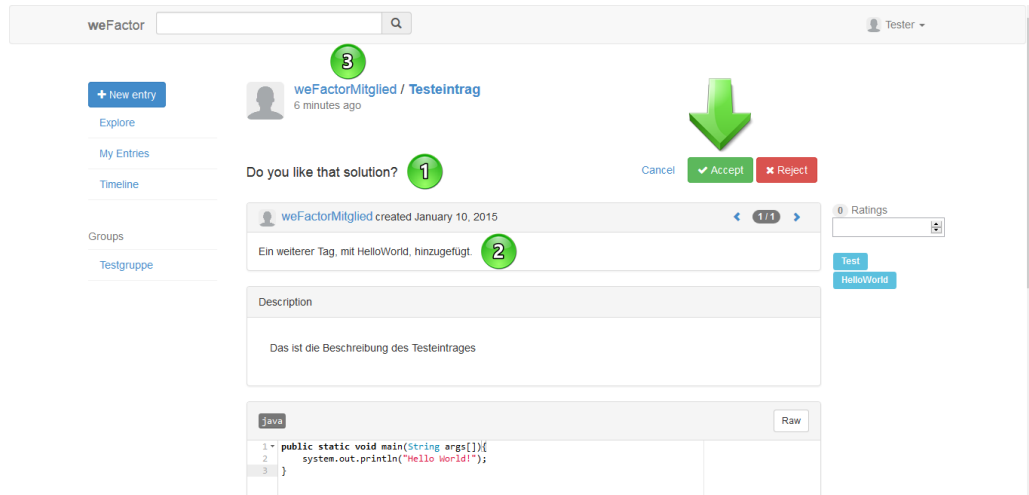 weFactor
Tester
3
weFactorMitglied / Testeintrag
6 minutes ago
+ New entry
Explore
My Entries
Timeline
Groups
Testgruppe
Do you like that solution? 1
Cancel Accept Reject
weFactorMitglied created January 10, 2015 1/1
Ein weiterer Tag, mit HelloWorld, hinzugefügt. 2
0 Ratings
Test
HelloWorld
Description
Das ist die Beschreibung des Testeintrages
java Raw
1 public static void main(String args[]){
2 system.out.println("Hello World!");
3 }